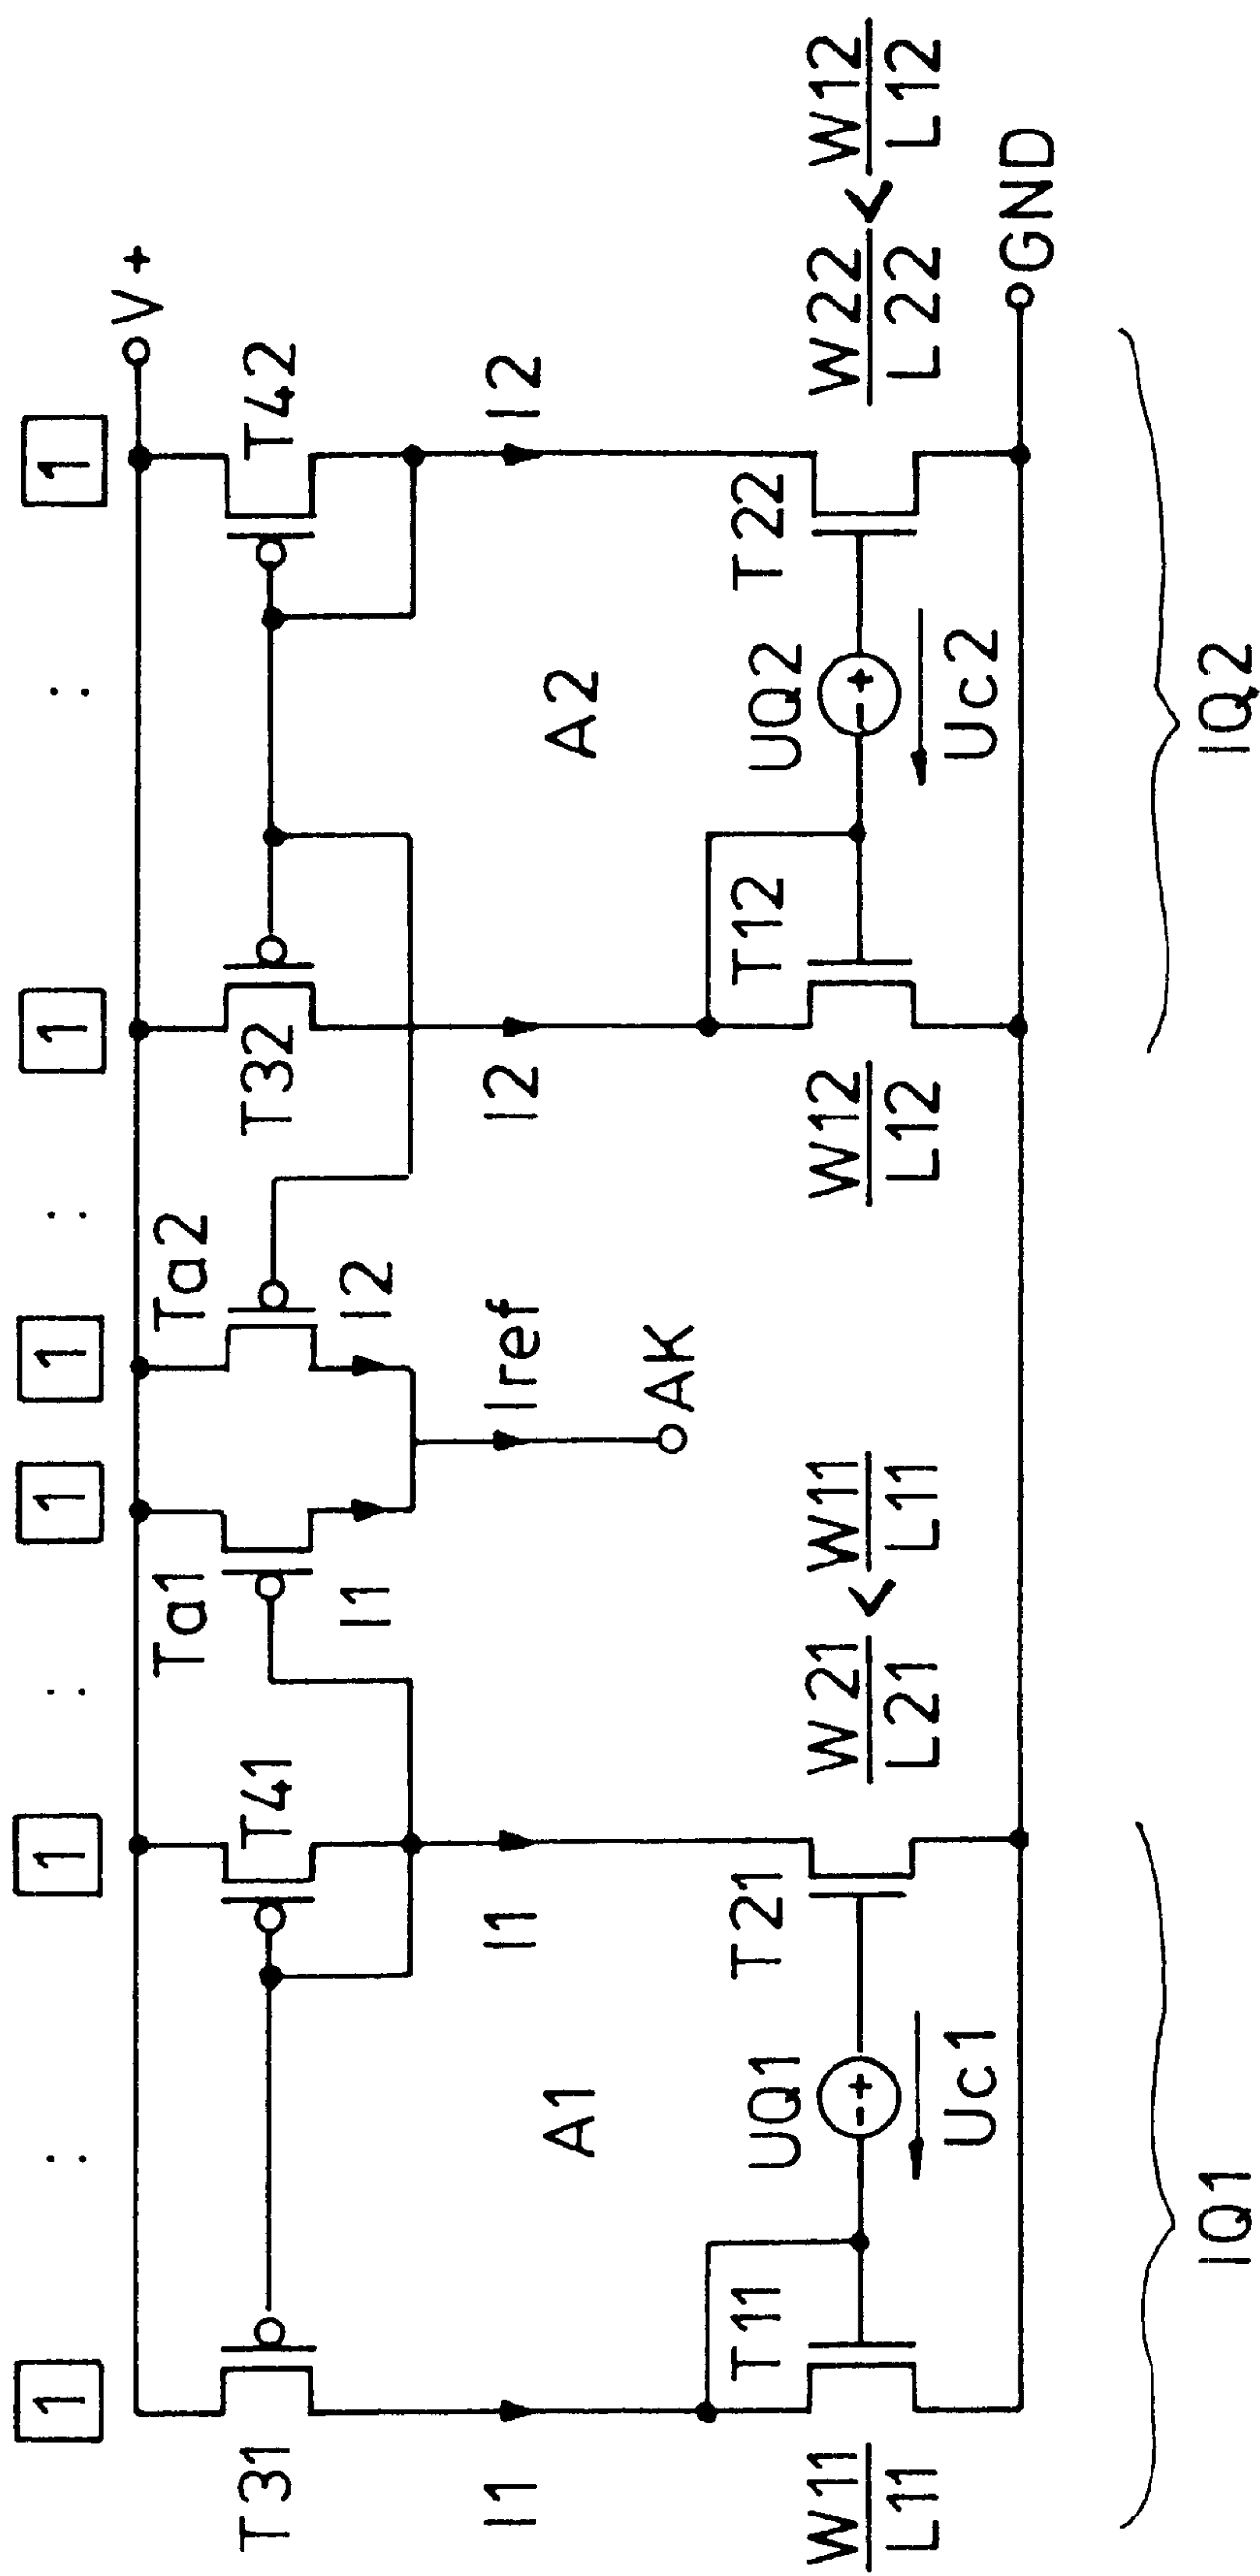 1 : 1 : 1 1 : 1 : 1
V+
Ta1 Ta2
T31 T41 T32 T42
I1 I2
I1 I1 Iref I2 I2
A1 A2
AK
T11 UQ1 T21 T12 UQ2 T22
- + - +
W11 W21 < W11 W12 W22 < W12
L11 L21 L11 L12 L22 L12
Uc1 Uc2
GND
IQ1 IQ2